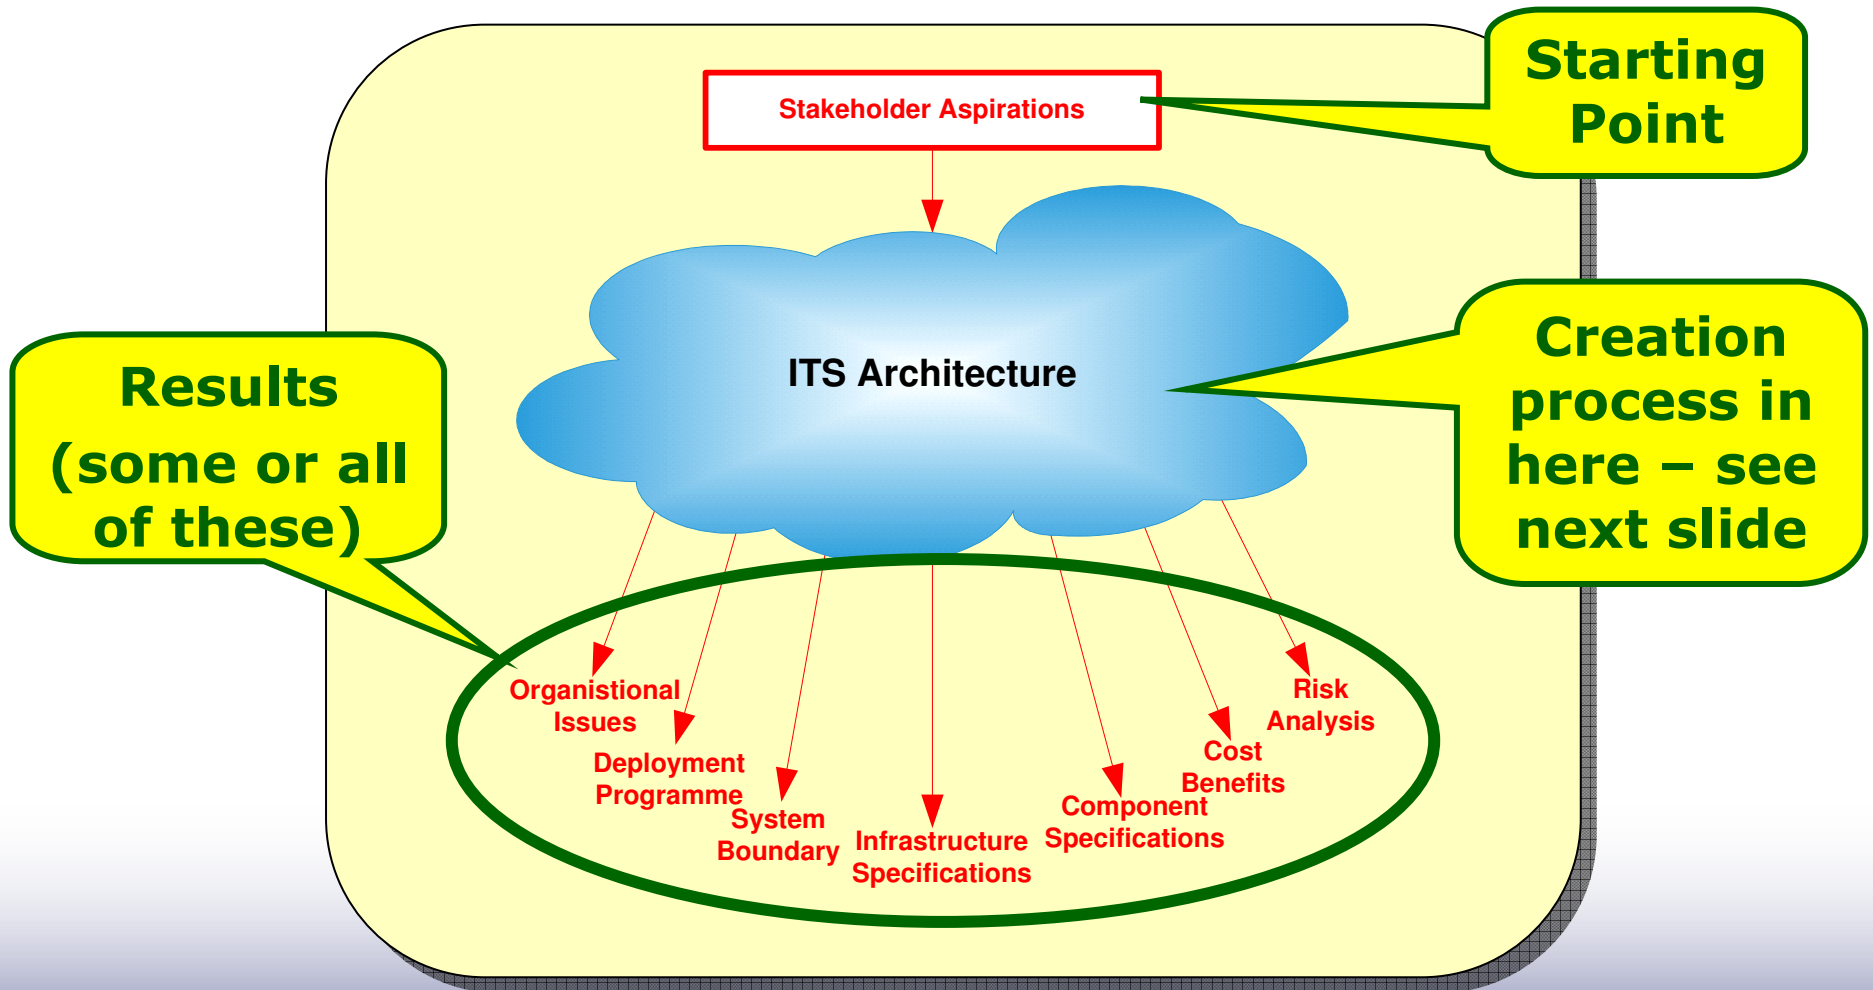 Starting
Point
Stakeholder Aspirations
ITS Architecture
Creation
process in
here – see
next slide
Results
(some or all
of these)
Organistional
Issues
Deployment
Programme
System
Boundary
Infrastructure
Specifications
Component
Specifications
Cost
Benefits
Risk
Analysis